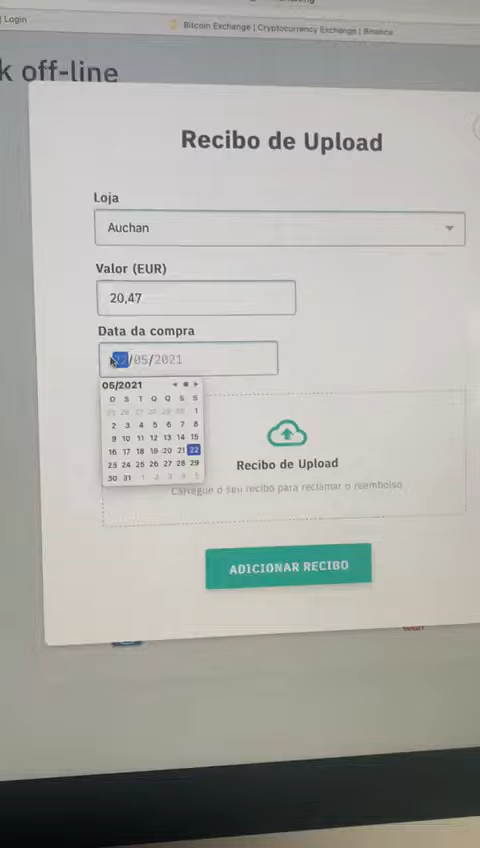 Login
Bitcoin Exchange | Cryptocurrency Exchange | Binance
k off-line
Recibo de Upload
Loja
Auchan
Valor (EUR)
20,47
Data da compra
22/05/2021
05/2021
D S T Q Q S S
25 26 27 28 29 30 1
2 3 4 5 6 7 8
9 10 11 12 13 14 15
16 17 18 19 20 21 22
23 24 25 26 27 28 29
30 31 1 2 3 4 5
Recibo de Upload
Carregue o seu recibo para reclamar o reembolso
ADICIONAR RECIBO